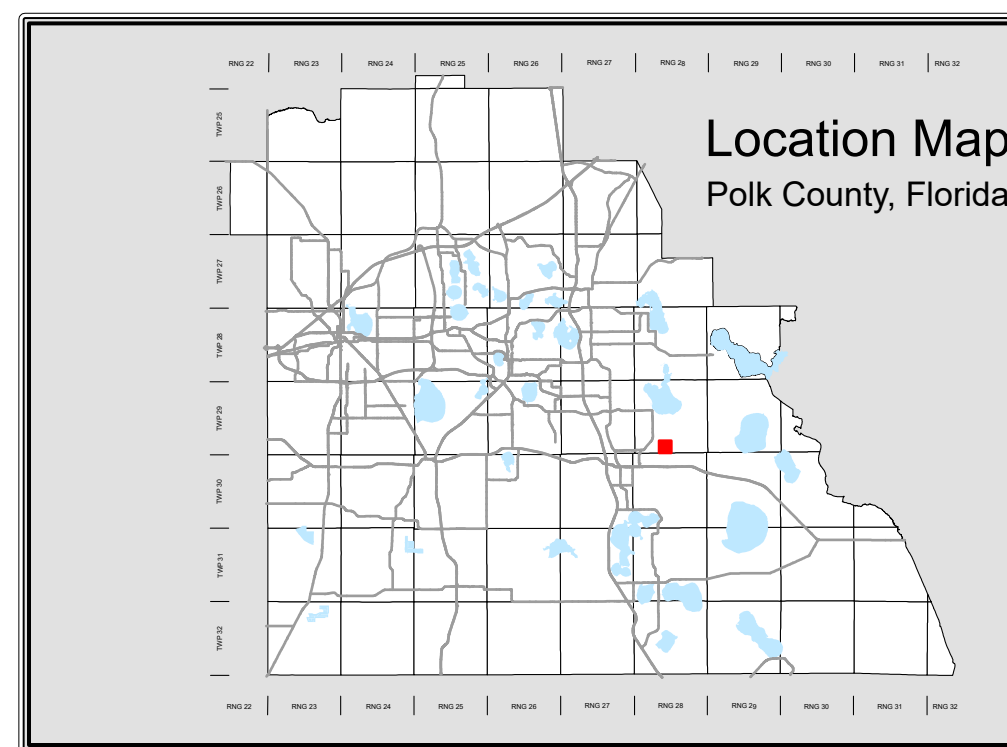 RNG 22 RNG 23 RNG 24 RNG 25 RNG 26 RNG 27 RNG 28 RNG 29 RNG 30 RNG 31 RNG 32
Location Map
Polk County, Florida
TWP 25
TWP 26
TWP 27
TWP 28
TWP 29
TWP 30
TWP 31
TWP 32
RNG 22 RNG 23 RNG 24 RNG 25 RNG 26 RNG 27 RNG 28 RNG 29 RNG 30 RNG 31 RNG 32